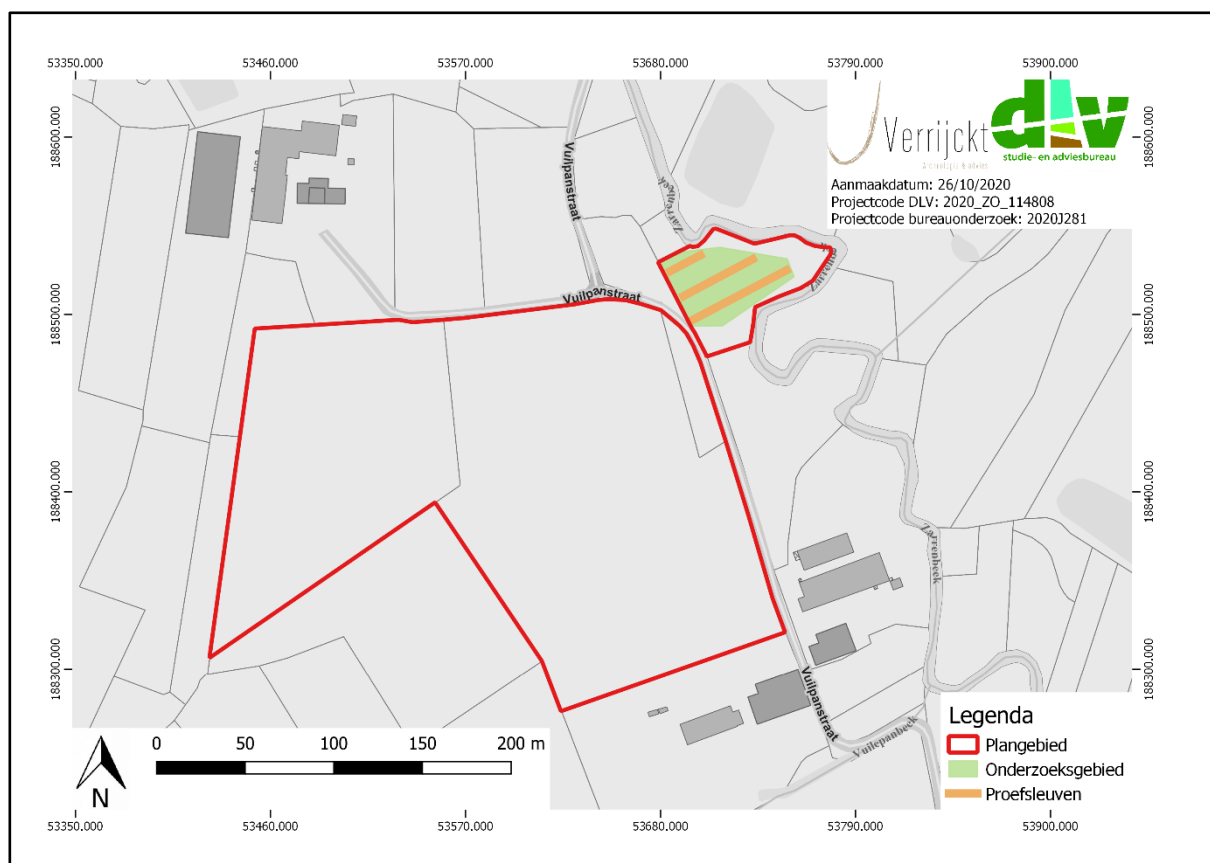 53350.000 53460.000 53570.000 53680.000 53790.000 53900.000
188600.000
188600.000
Verrijckt
Archeologie & advies
dlv
studie- en adviesbureau
Aanmaakdatum: 26/10/2020
Projectcode DLV: 2020_ZO_114808
Projectcode bureauonderzoek: 2020J281
Vuilpanstraat
Zarrenbeek
Vuilpanstraat
Zarrenbeek
188500.000
188500.000
188400.000
188400.000
Zarrenbeek
188300.000
188300.000
Vuilpanstraat
Vuilepanbeek
Legenda
Plangebied
Onderzoeksgebied
Proefsleuven
0 50 100 150 200 m
N
53350.000 53460.000 53570.000 53680.000 53790.000 53900.000